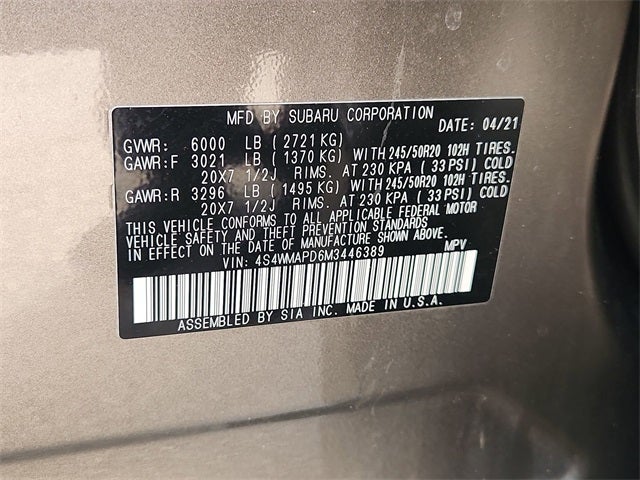 MFD BY SUBARU CORPORATION
DATE: 04/21
GVWR: 6000 LB ( 2721 KG)
GAWR:F 3021 LB ( 1370 KG) WITH 245/50R20 102H TIRES.
20X7 1/2J RIMS. AT 230 KPA ( 33 PSI) COLD
GAWR:R 3296 LB ( 1495 KG) WITH 245/50R20 102H TIRES.
20X7 1/2J RIMS. AT 230 KPA ( 33 PSI) COLD
THIS VEHICLE CONFORMS TO ALL APPLICABLE FEDERAL MOTOR
VEHICLE SAFETY AND THEFT PREVENTION STANDARDS
IN EFFECT ON THE DATE OF MANUFACTURE SHOWN ABOVE.
VIN: 4S4WMAPD6M3446389 MPV
ASSEMBLED BY SIA INC. MADE IN U.S.A.